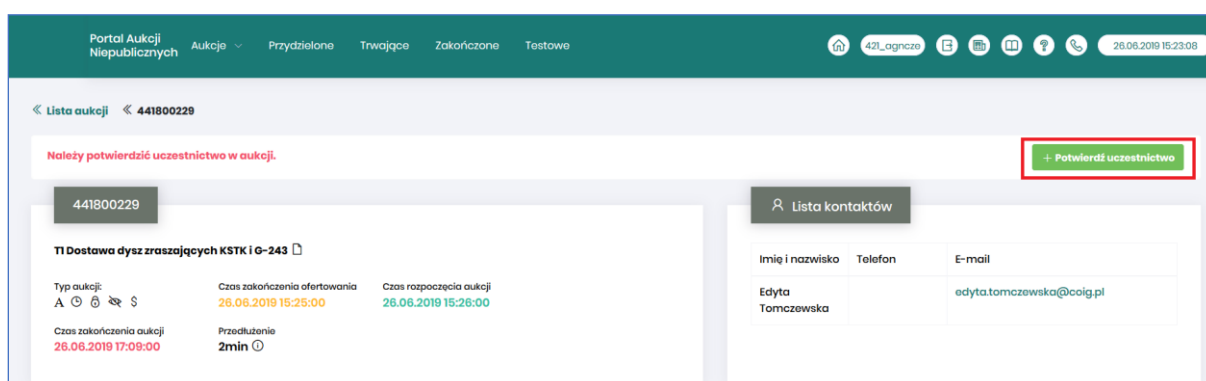 Portal Aukcji
Niepublicznych
Aukcje Przydzielone Trwające Zakończone Testowe
421_agncze
26.06.2019 15:23:08
« Lista aukcji « 441800229
Należy potwierdzić uczestnictwo w aukcji.
+ Potwierdź uczestnictwo
441800229
T1 Dostawa dysz zraszających KSTK i G-243
Typ aukcji:
A $
Czas zakończenia ofertowania
26.06.2019 15:25:00
Czas rozpoczęcia aukcji
26.06.2019 15:26:00
Czas zakończenia aukcji
26.06.2019 17:09:00
Przedłużenie
2min
Lista kontaktów
Imię i nazwisko Telefon E-mail
Edyta
Tomczewska
edyta.tomczewska@coig.pl